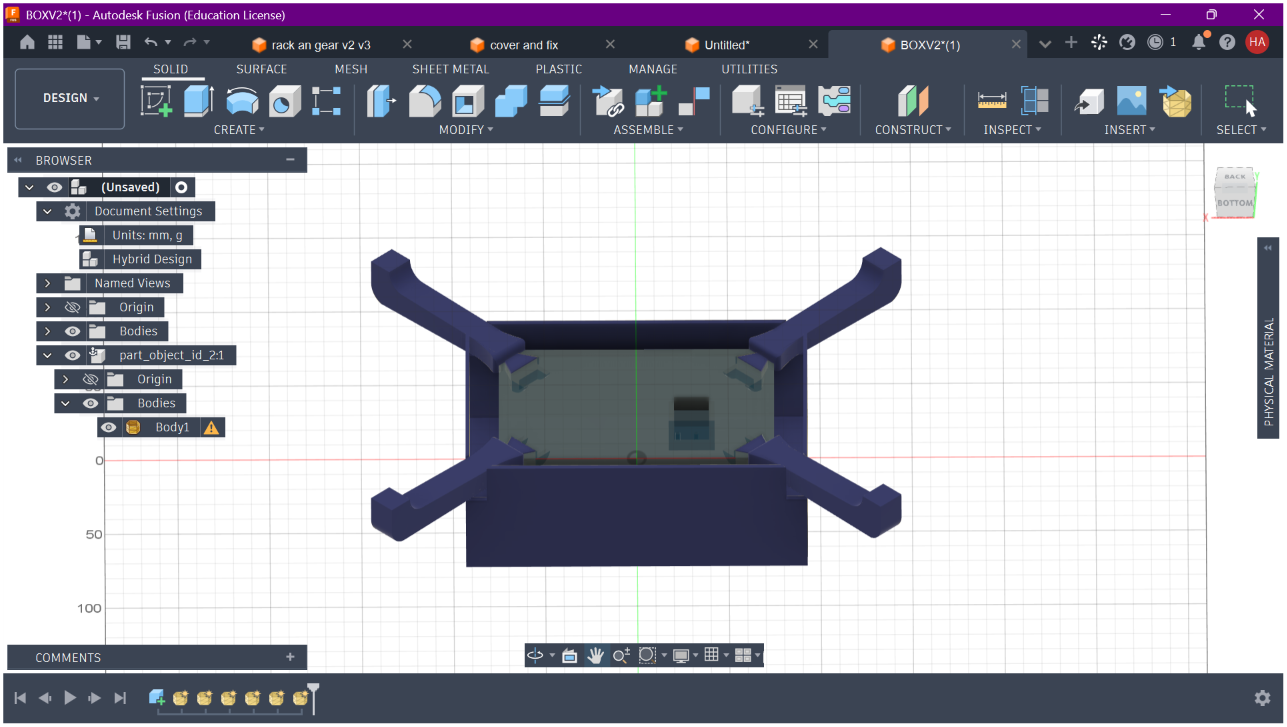 BOXV2*(1) - Autodesk Fusion (Education License)
rack an gear v2 v3
cover and fix
Untitled*
BOXV2*(1)
1
HA
DESIGN
SOLID
SURFACE
MESH
SHEET METAL
PLASTIC
MANAGE
UTILITIES
CREATE
MODIFY
ASSEMBLE
CONFIGURE
CONSTRUCT
INSPECT
INSERT
SELECT
BROWSER
(Unsaved)
Document Settings
Units: mm, g
Hybrid Design
Named Views
Origin
Bodies
part_object_id_2:1
Origin
Bodies
Body1
0
50
100
BACK
BOTTOM
X
Y
PHYSICAL MATERIAL
COMMENTS